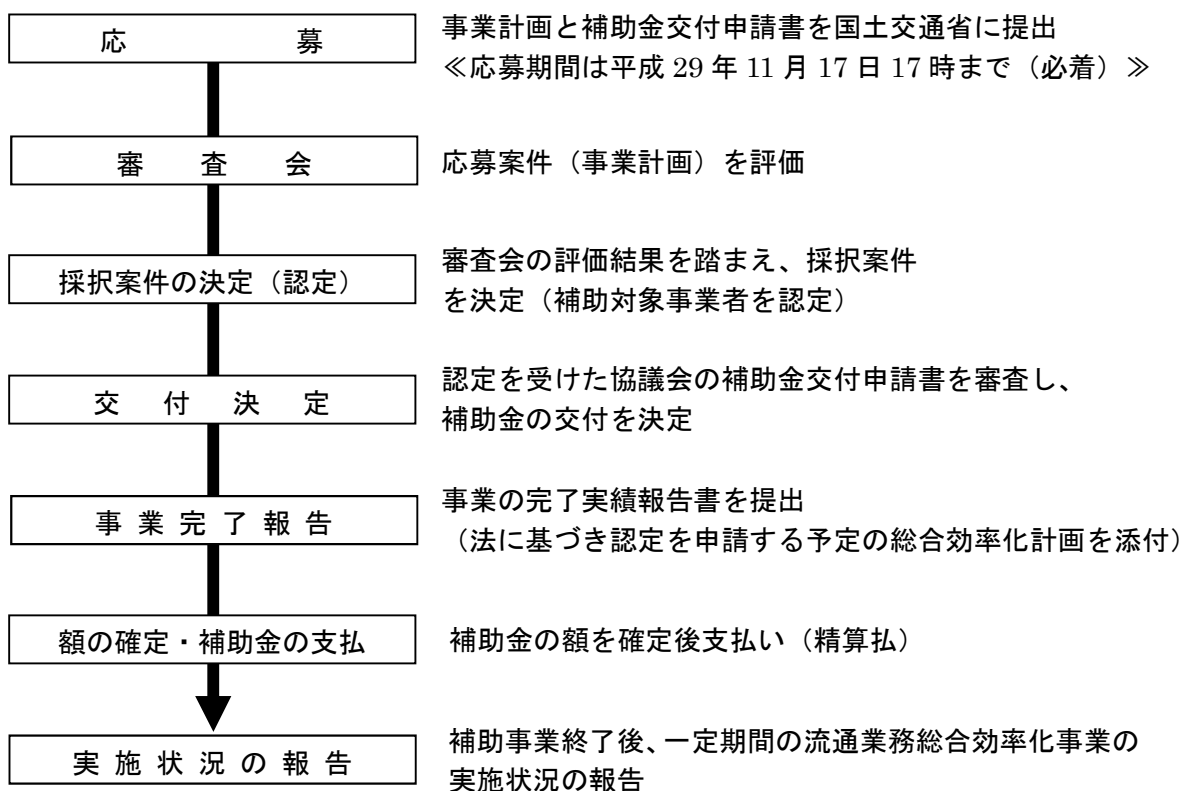 応募
事業計画と補助金交付申請書を国土交通省に提出
≪応募期間は平成 29 年 11 月 17 日 17 時まで（必着）≫
審査会
応募案件（事業計画）を評価
採択案件の決定（認定）
審査会の評価結果を踏まえ、採択案件
を決定（補助対象事業者を認定）
交付決定
認定を受けた協議会の補助金交付申請書を審査し、
補助金の交付を決定
事業完了報告
事業の完了実績報告書を提出
（法に基づき認定を申請する予定の総合効率化計画を添付）
額の確定・補助金の支払
補助金の額を確定後支払い（精算払）
実施状況の報告
補助事業終了後、一定期間の流通業務総合効率化事業の
実施状況の報告